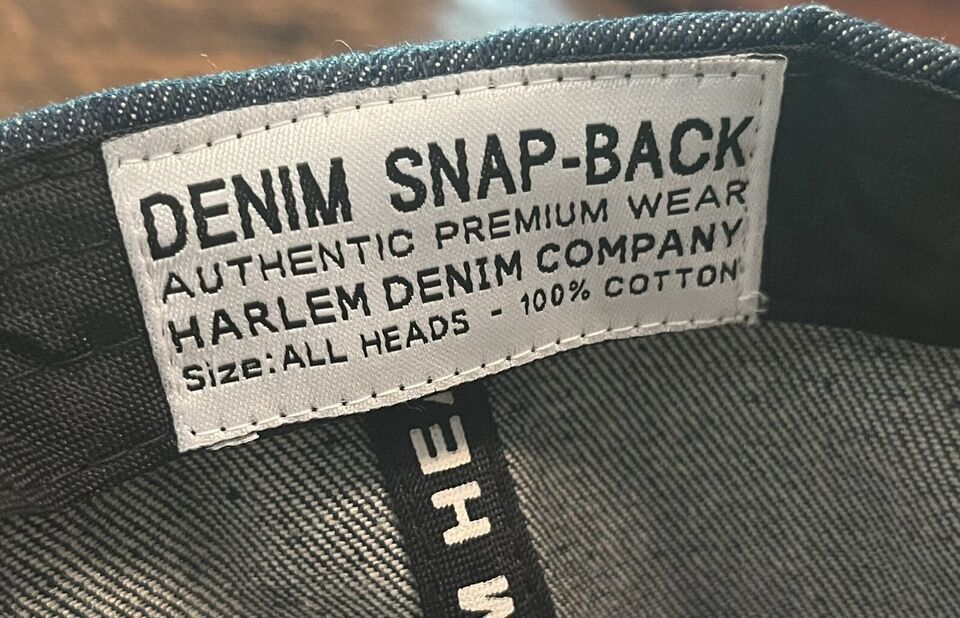 DENIM SNAP-BACK
AUTHENTIC PREMIUM WEAR
HARLEM DENIM COMPANY
Size: ALL HEADS - 100% COTTON